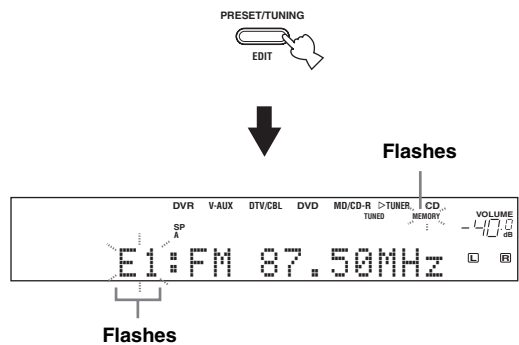 PRESET/TUNING
EDIT
Flashes
DVR V-AUX DTV/CBL DVD MD/CD-R ▷TUNER CD
TUNED MEMORY VOLUME
SP
A
-40.0
dB
E1:FM 87.50MHz L R
Flashes